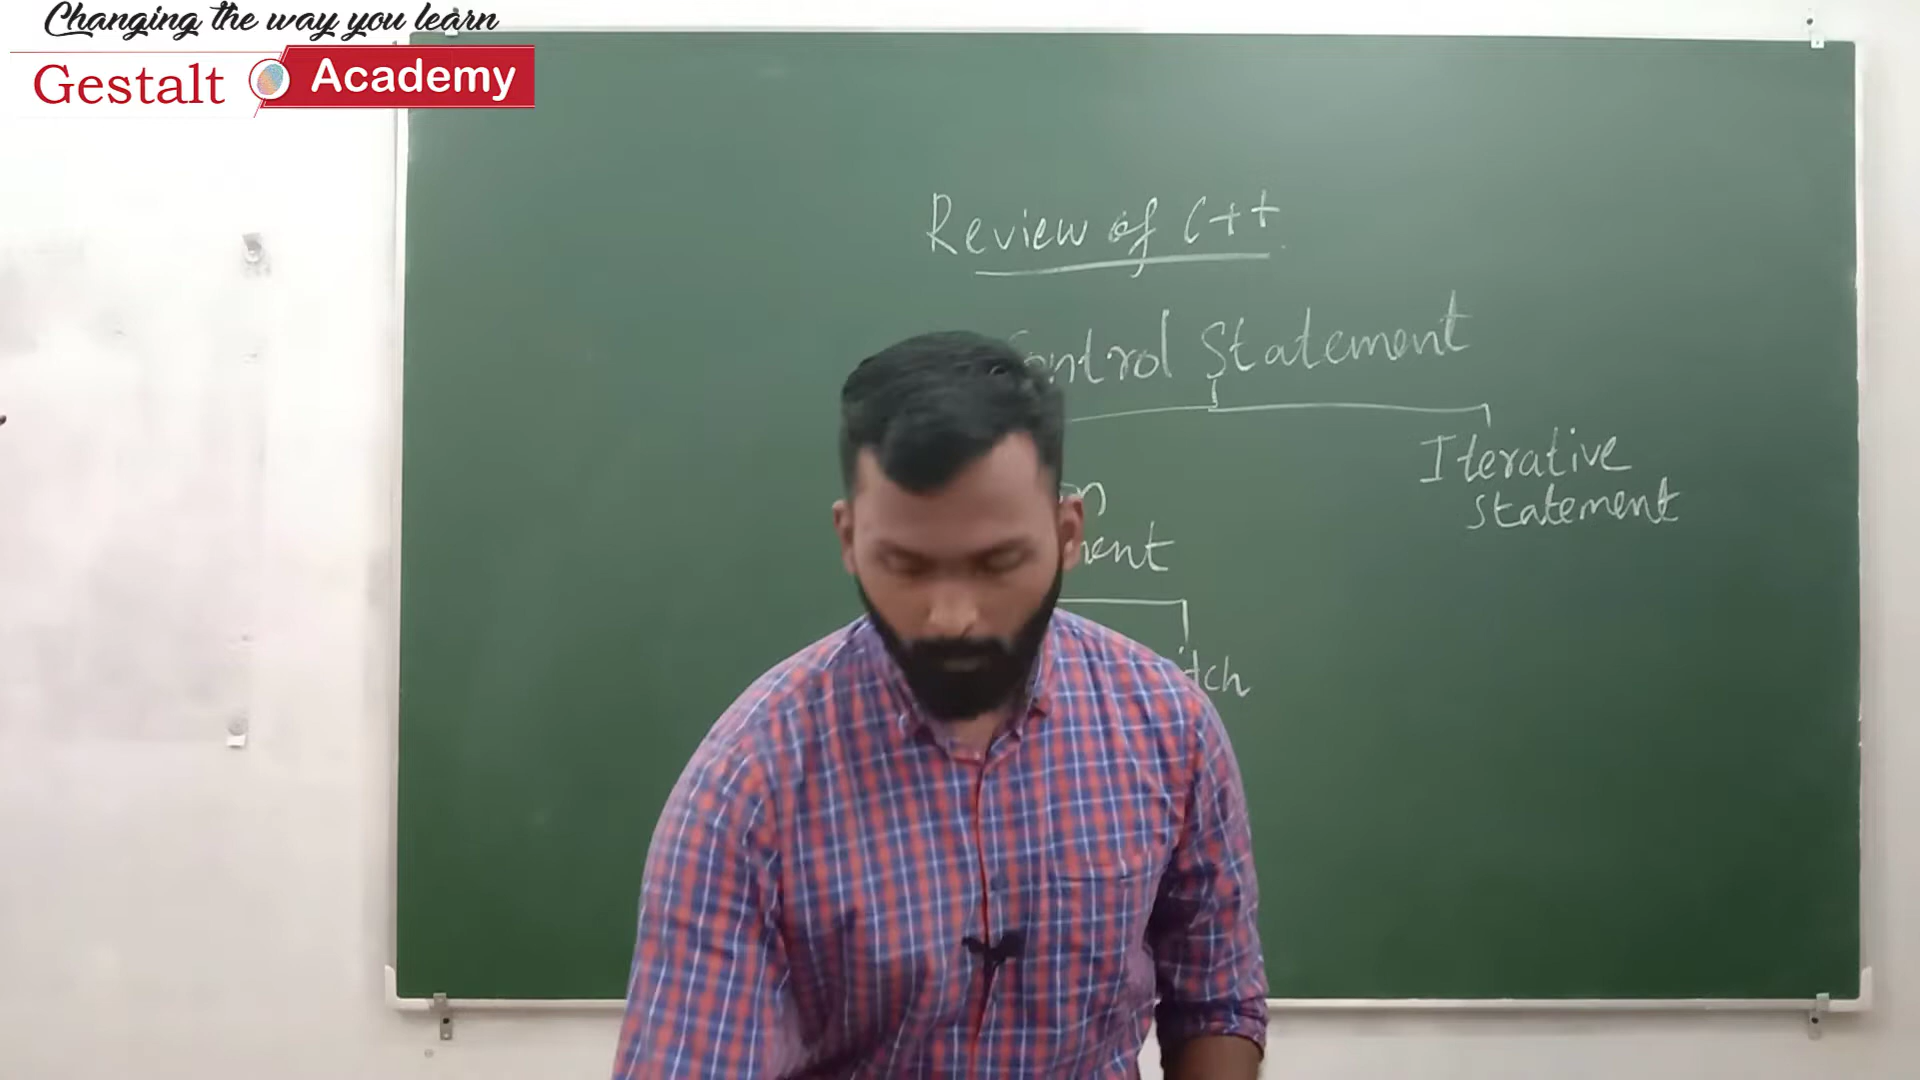 Changing the way you learn
Gestalt Academy
Review of C++
Control Statement
Iterative
statement